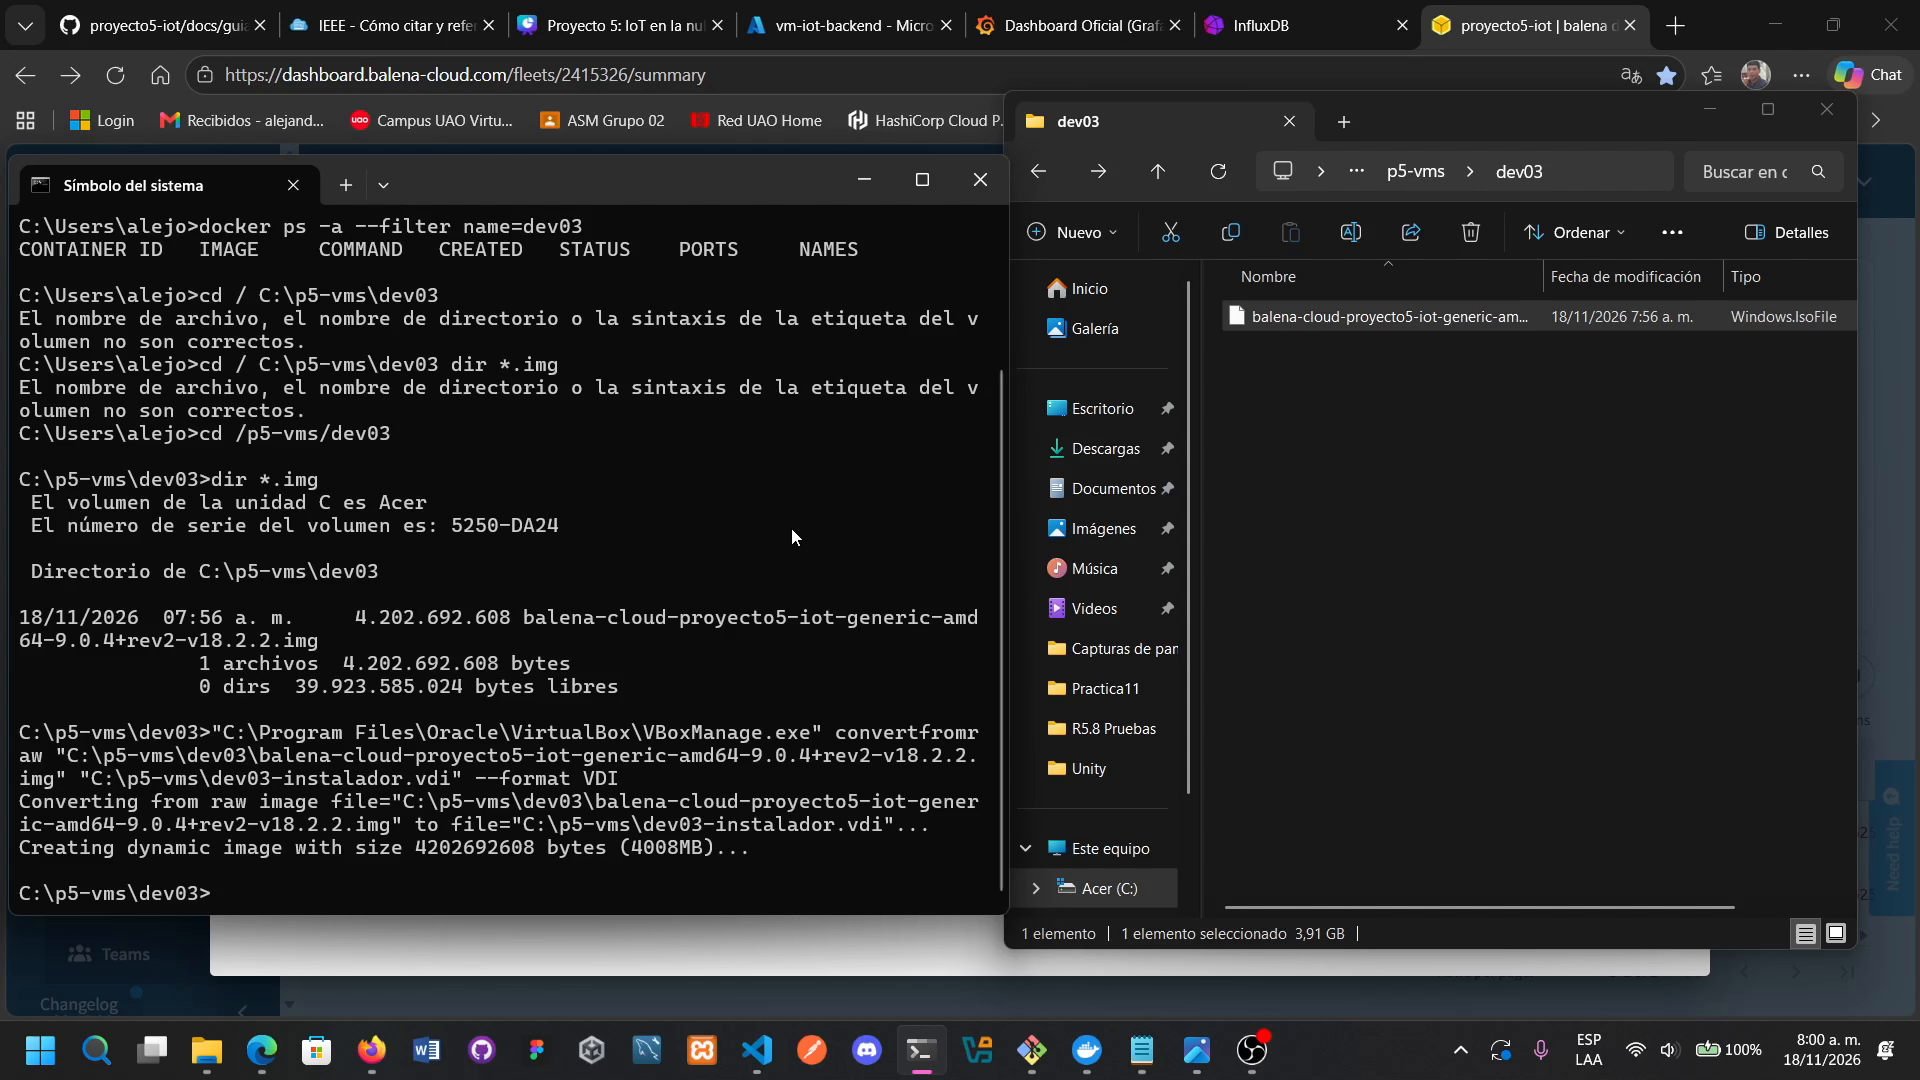 proyecto5-iot/docs/guia
IEEE - Cómo citar y refe
Proyecto 5: IoT en la nu
vm-iot-backend - Micro
Dashboard Oficial (Grafa
InfluxDB
proyecto5-iot | balena d
https://dashboard.balena-cloud.com/fleets/2415326/summary
Chat
Login
Recibidos - alejand...
Campus UAO Virtu...
ASM Grupo 02
Red UAO Home
HashiCorp Cloud P.
Símbolo del sistema
C:\Users\alejo>docker ps -a --filter name=dev03
CONTAINER ID   IMAGE     COMMAND   CREATED   STATUS    PORTS     NAMES
C:\Users\alejo>cd / C:\p5-vms\dev03
El nombre de archivo, el nombre de directorio o la sintaxis de la etiqueta del v
olumen no son correctos.
C:\Users\alejo>cd / C:\p5-vms\dev03 dir *.img
El nombre de archivo, el nombre de directorio o la sintaxis de la etiqueta del v
olumen no son correctos.
C:\Users\alejo>cd /p5-vms/dev03
C:\p5-vms\dev03>dir *.img
El volumen de la unidad C es Acer
El número de serie del volumen es: 5250-DA24
Directorio de C:\p5-vms\dev03
18/11/2026  07:56 a. m.     4.202.692.608 balena-cloud-proyecto5-iot-generic-amd
64-9.0.4+rev2-v18.2.2.img
1 archivos  4.202.692.608 bytes
0 dirs  39.923.585.024 bytes libres
C:\p5-vms\dev03>"C:\Program Files\Oracle\VirtualBox\VBoxManage.exe" convertfromr
aw "C:\p5-vms\dev03\balena-cloud-proyecto5-iot-generic-amd64-9.0.4+rev2-v18.2.2.
img" "C:\p5-vms\dev03-instalador.vdi" --format VDI
Converting from raw image file="C:\p5-vms\dev03\balena-cloud-proyecto5-iot-gener
ic-amd64-9.0.4+rev2-v18.2.2.img" to file="C:\p5-vms\dev03-instalador.vdi"...
Creating dynamic image with size 4202692608 bytes (4008MB)...
C:\p5-vms\dev03>
dev03
p5-vms
dev03
Buscar en c
Nuevo
Ordenar
Detalles
Nombre
Fecha de modificación
Tipo
balena-cloud-proyecto5-iot-generic-am...
18/11/2026 7:56 a. m.
Windows.IsoFile
Inicio
Galería
Escritorio
Descargas
Documentos
Imágenes
Música
Videos
Capturas de pan
Practica11
R5.8 Pruebas
Unity
Este equipo
Acer (C:)
1 elemento
1 elemento seleccionado  3,91 GB
Need help
Teams
Changelog
ESP
LAA
100%
8:00 a. m.
18/11/2026